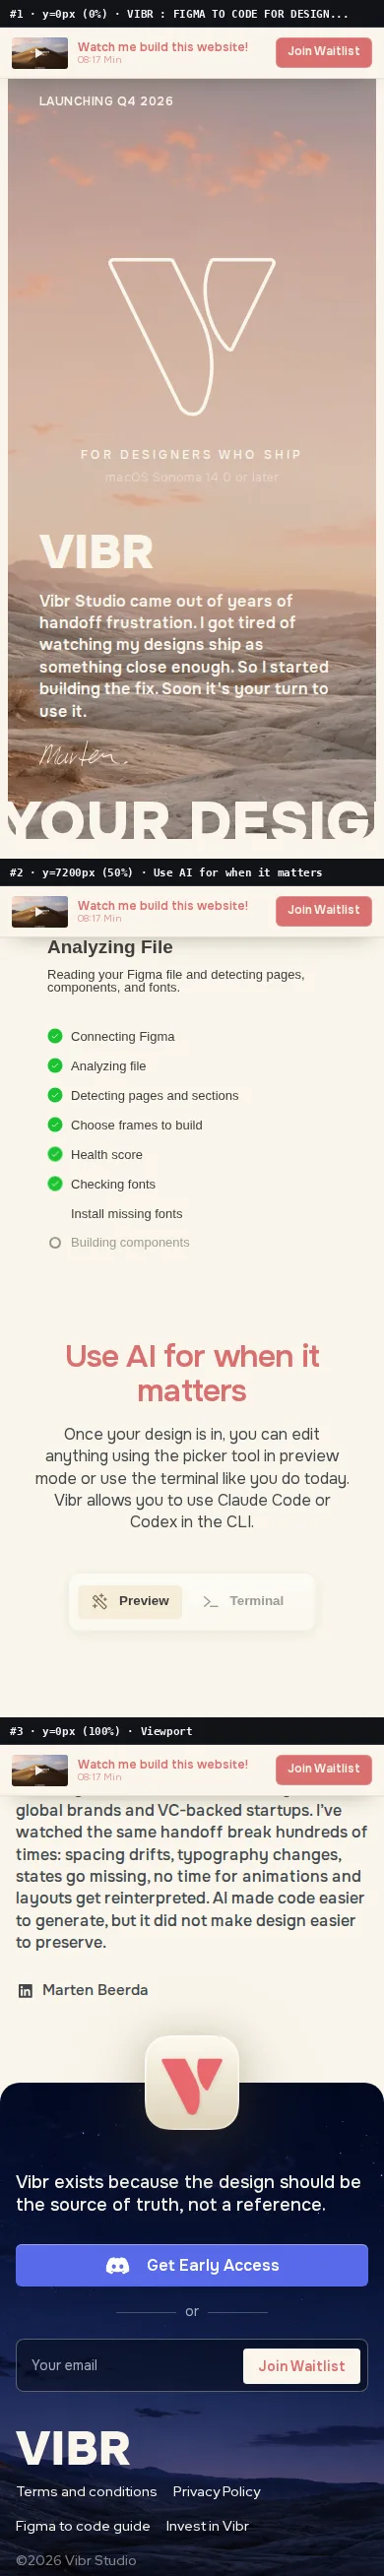 #1 · y=0px (0%) · VIBR : FIGMA TO CODE FOR DESIGN...
Watch me build this website!
08:17 Min
Join Waitlist
LAUNCHING Q4 2026
FOR DESIGNERS WHO SHIP
macOS Sonoma 14.0 or later
VIBR
Vibr Studio came out of years of
handoff frustration. I got tired of
watching my designs ship as
something close enough. So I started
building the fix. Soon it's your turn to
use it.
Marten.
YOUR DESIG
#2 · y=7200px (50%) · Use AI for when it matters
Watch me build this website!
08:17 Min
Join Waitlist
Analyzing File
Reading your Figma file and detecting pages,
components, and fonts.
Connecting Figma
Analyzing file
Detecting pages and sections
Choose frames to build
Health score
Checking fonts
Install missing fonts
Building components
Use AI for when it
matters
Once your design is in, you can edit
anything using the picker tool in preview
mode or use the terminal like you do today.
Vibr allows you to use Claude Code or
Codex in the CLI.
Preview
Terminal
#3 · y=0px (100%) · Viewport
Watch me build this website!
08:17 Min
Join Waitlist
global brands and VC-backed startups. I've
watched the same handoff break hundreds of
times: spacing drifts, typography changes,
states go missing, no time for animations and
layouts get reinterpreted. AI made code easier
to generate, but it did not make design easier
to preserve.
Marten Beerda
Vibr exists because the design should be
the source of truth, not a reference.
Get Early Access
or
Your email
Join Waitlist
VIBR
Terms and conditions Privacy Policy
Figma to code guide Invest in Vibr
©2026 Vibr Studio